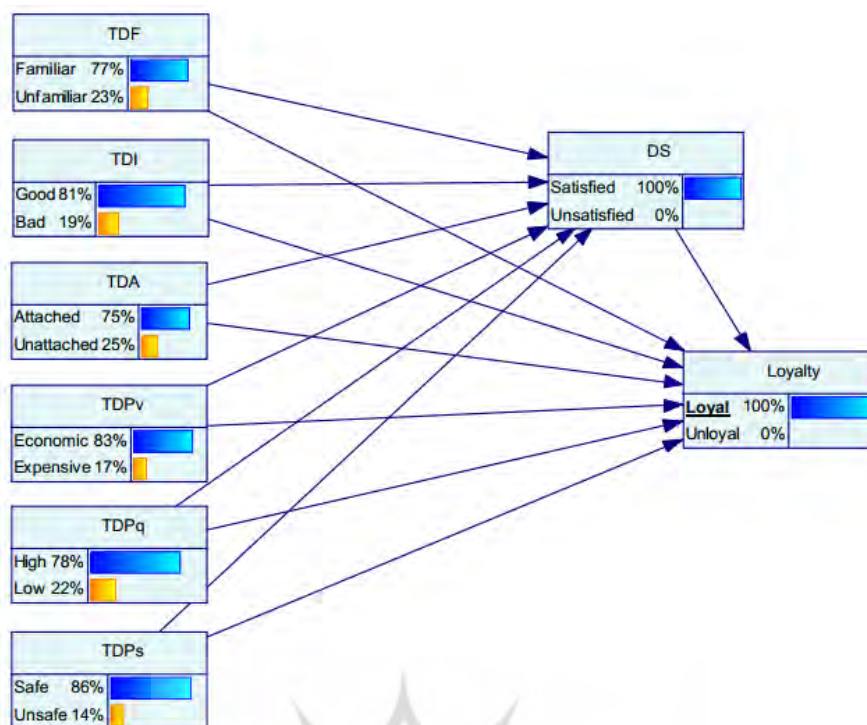 TDF
Familiar 77%
Unfamiliar 23%
TDI
Good 81%
Bad 19%
TDA
Attached 75%
Unattached 25%
TDPv
Economic 83%
Expensive 17%
TDPq
High 78%
Low 22%
TDPs
Safe 86%
Unsafe 14%
DS
Satisfied 100%
Unsatisfied 0%
Loyalty
Loyal 100%
Unloyal 0%